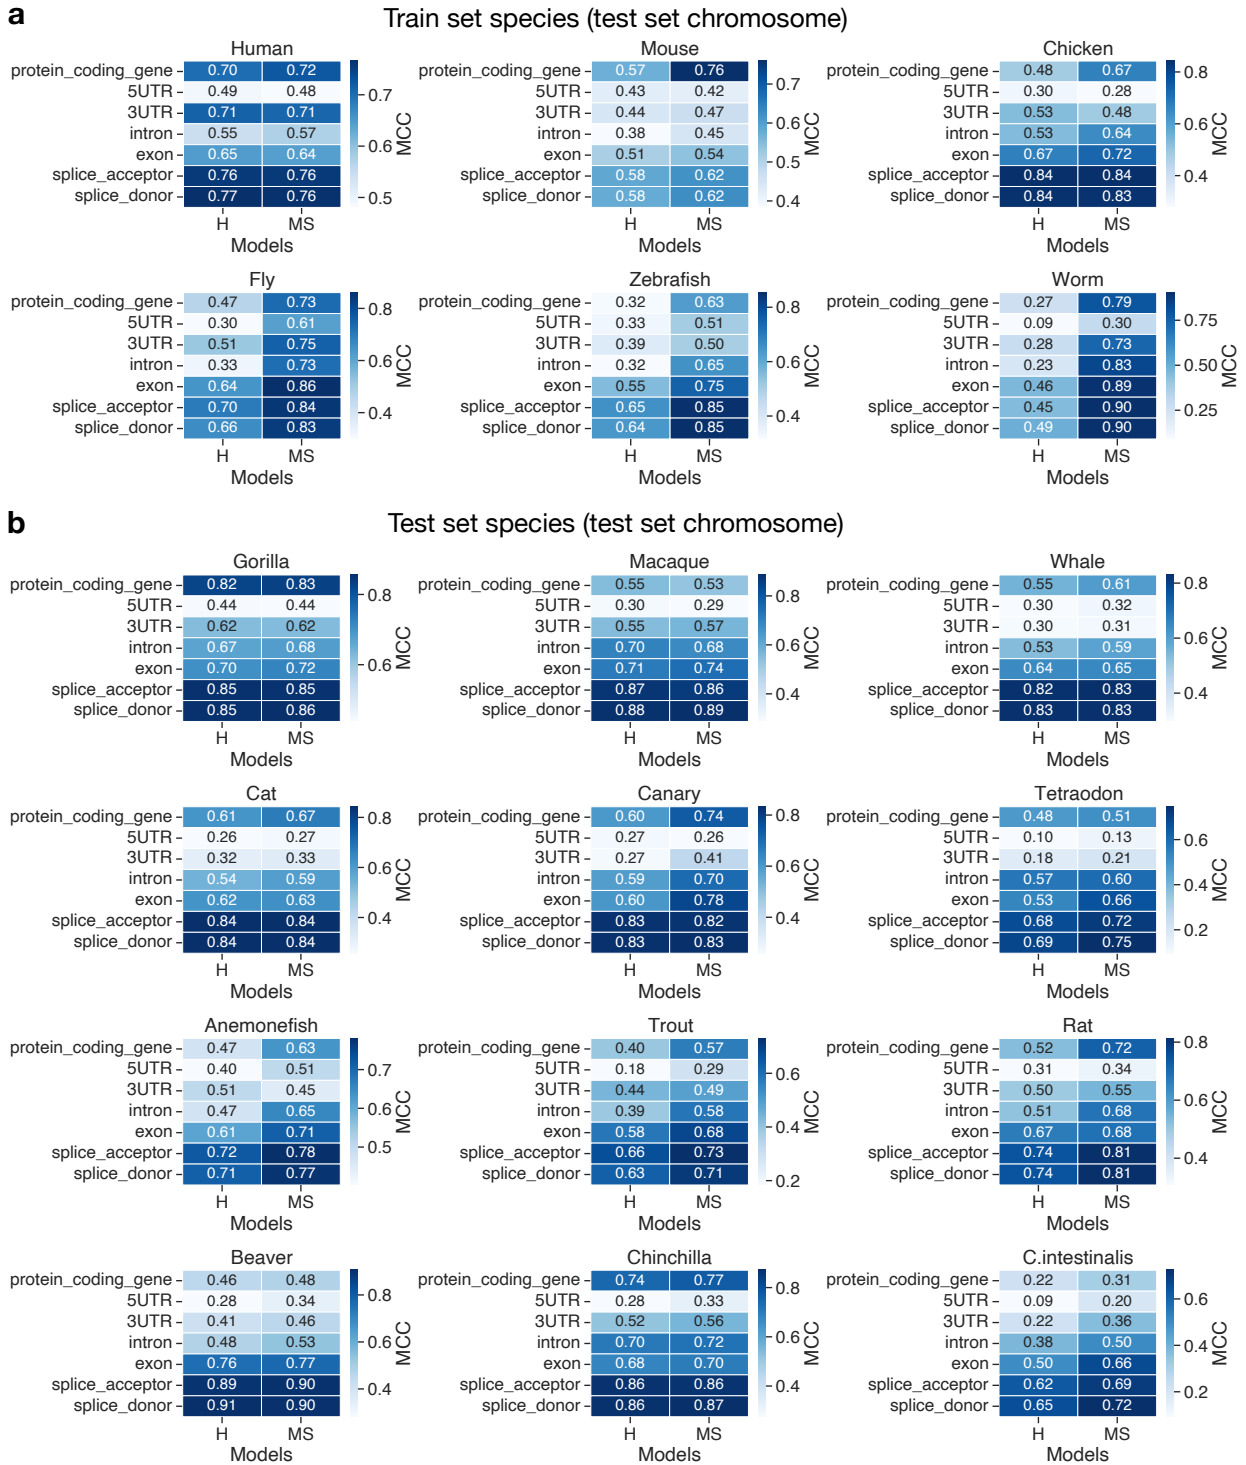 a
Train set species (test set chromosome)
Human
Mouse
Chicken
protein_coding_gene 0.70 0.72
5UTR 0.49 0.48
3UTR 0.71 0.71
intron 0.55 0.57
exon 0.65 0.64
splice_acceptor 0.76 0.76
splice_donor 0.77 0.76
H MS
Models
0.7
0.6
0.5
MCC
protein_coding_gene 0.57 0.76
5UTR 0.43 0.42
3UTR 0.44 0.47
intron 0.38 0.45
exon 0.51 0.54
splice_acceptor 0.58 0.62
splice_donor 0.58 0.62
H MS
Models
0.7
0.6
0.5
0.4
MCC
protein_coding_gene 0.48 0.67
5UTR 0.30 0.28
3UTR 0.53 0.48
intron 0.53 0.64
exon 0.67 0.72
splice_acceptor 0.84 0.84
splice_donor 0.84 0.83
H MS
Models
0.8
0.6
0.4
MCC
Fly
protein_coding_gene 0.47 0.73
5UTR 0.30 0.61
3UTR 0.51 0.75
intron 0.33 0.73
exon 0.64 0.86
splice_acceptor 0.70 0.84
splice_donor 0.66 0.83
H MS
Models
0.8
0.6
0.4
MCC
Zebrafish
protein_coding_gene 0.32 0.63
5UTR 0.33 0.51
3UTR 0.39 0.50
intron 0.32 0.65
exon 0.55 0.75
splice_acceptor 0.65 0.85
splice_donor 0.64 0.85
H MS
Models
0.8
0.6
0.4
MCC
Worm
protein_coding_gene 0.27 0.79
5UTR 0.09 0.30
3UTR 0.28 0.73
intron 0.23 0.83
exon 0.46 0.89
splice_acceptor 0.45 0.90
splice_donor 0.49 0.90
H MS
Models
0.75
0.50
0.25
MCC
b
Test set species (test set chromosome)
Gorilla
protein_coding_gene 0.82 0.83
5UTR 0.44 0.44
3UTR 0.62 0.62
intron 0.67 0.68
exon 0.70 0.72
splice_acceptor 0.85 0.85
splice_donor 0.85 0.86
H MS
Models
0.8
0.6
MCC
Macaque
protein_coding_gene 0.55 0.53
5UTR 0.30 0.29
3UTR 0.55 0.57
intron 0.70 0.68
exon 0.71 0.74
splice_acceptor 0.87 0.86
splice_donor 0.88 0.89
H MS
Models
0.8
0.6
0.4
MCC
Whale
protein_coding_gene 0.55 0.61
5UTR 0.30 0.32
3UTR 0.30 0.31
intron 0.53 0.59
exon 0.64 0.65
splice_acceptor 0.82 0.83
splice_donor 0.83 0.83
H MS
Models
0.8
0.6
0.4
MCC
Cat
protein_coding_gene 0.61 0.67
5UTR 0.26 0.27
3UTR 0.32 0.33
intron 0.54 0.59
exon 0.62 0.63
splice_acceptor 0.84 0.84
splice_donor 0.84 0.84
H MS
Models
0.8
0.6
0.4
MCC
Canary
protein_coding_gene 0.60 0.74
5UTR 0.27 0.26
3UTR 0.27 0.41
intron 0.59 0.70
exon 0.60 0.78
splice_acceptor 0.83 0.82
splice_donor 0.83 0.83
H MS
Models
0.8
0.6
0.4
MCC
Tetraodon
protein_coding_gene 0.48 0.51
5UTR 0.10 0.13
3UTR 0.18 0.21
intron 0.57 0.60
exon 0.53 0.66
splice_acceptor 0.68 0.72
splice_donor 0.69 0.75
H MS
Models
0.6
0.4
0.2
MCC
Anemonefish
protein_coding_gene 0.47 0.63
5UTR 0.40 0.51
3UTR 0.51 0.45
intron 0.47 0.65
exon 0.61 0.71
splice_acceptor 0.72 0.78
splice_donor 0.71 0.77
H MS
Models
0.7
0.6
0.5
MCC
Trout
protein_coding_gene 0.40 0.57
5UTR 0.18 0.29
3UTR 0.44 0.49
intron 0.39 0.58
exon 0.58 0.68
splice_acceptor 0.66 0.73
splice_donor 0.63 0.71
H MS
Models
0.6
0.4
0.2
MCC
Rat
protein_coding_gene 0.52 0.72
5UTR 0.31 0.34
3UTR 0.50 0.55
intron 0.51 0.68
exon 0.67 0.68
splice_acceptor 0.74 0.81
splice_donor 0.74 0.81
H MS
Models
0.8
0.6
0.4
MCC
Beaver
protein_coding_gene 0.46 0.48
5UTR 0.28 0.34
3UTR 0.41 0.46
intron 0.48 0.53
exon 0.76 0.77
splice_acceptor 0.89 0.90
splice_donor 0.91 0.90
H MS
Models
0.8
0.6
0.4
MCC
Chinchilla
protein_coding_gene 0.74 0.77
5UTR 0.28 0.33
3UTR 0.52 0.56
intron 0.70 0.72
exon 0.68 0.70
splice_acceptor 0.86 0.86
splice_donor 0.86 0.87
H MS
Models
0.8
0.6
0.4
MCC
C.intestinalis
protein_coding_gene 0.22 0.31
5UTR 0.09 0.20
3UTR 0.22 0.36
intron 0.38 0.50
exon 0.50 0.66
splice_acceptor 0.62 0.69
splice_donor 0.65 0.72
H MS
Models
0.6
0.4
0.2
MCC